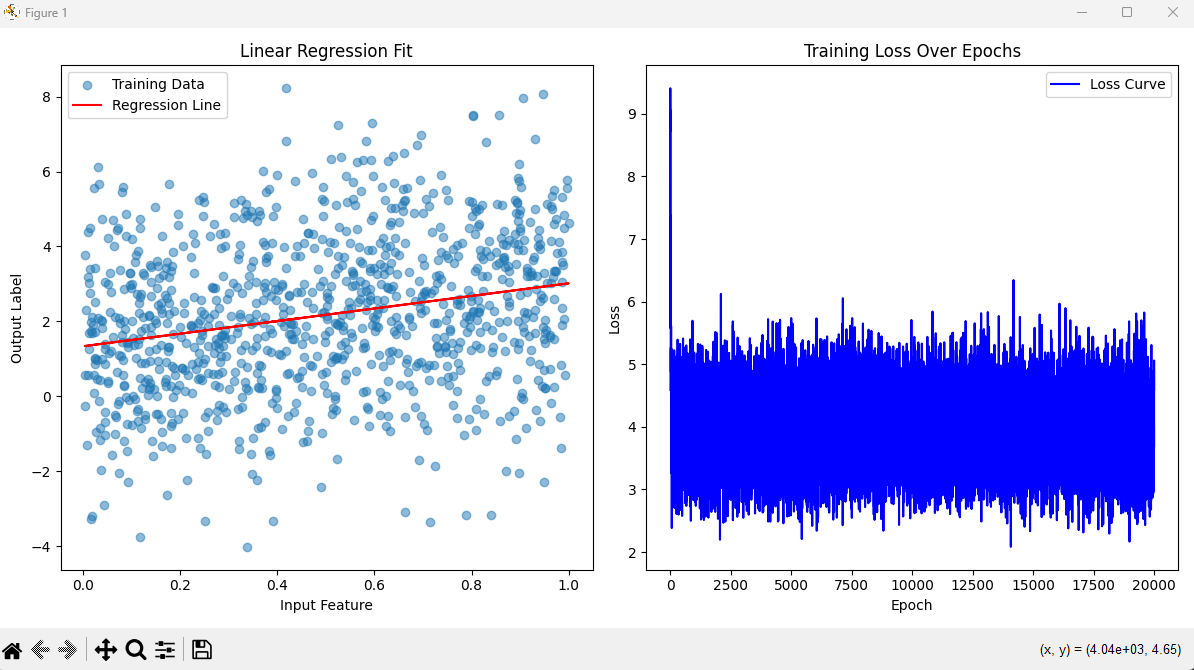 Figure 1
Linear Regression Fit
Training Data
Regression Line
8
6
4
2
0
−2
−4
Output Label
0.0 0.2 0.4 0.6 0.8 1.0
Input Feature
Training Loss Over Epochs
Loss Curve
9
8
7
6
5
4
3
2
Loss
0 2500 5000 7500 10000 12500 15000 17500 20000
Epoch
(x, y) = (4.04e+03, 4.65)